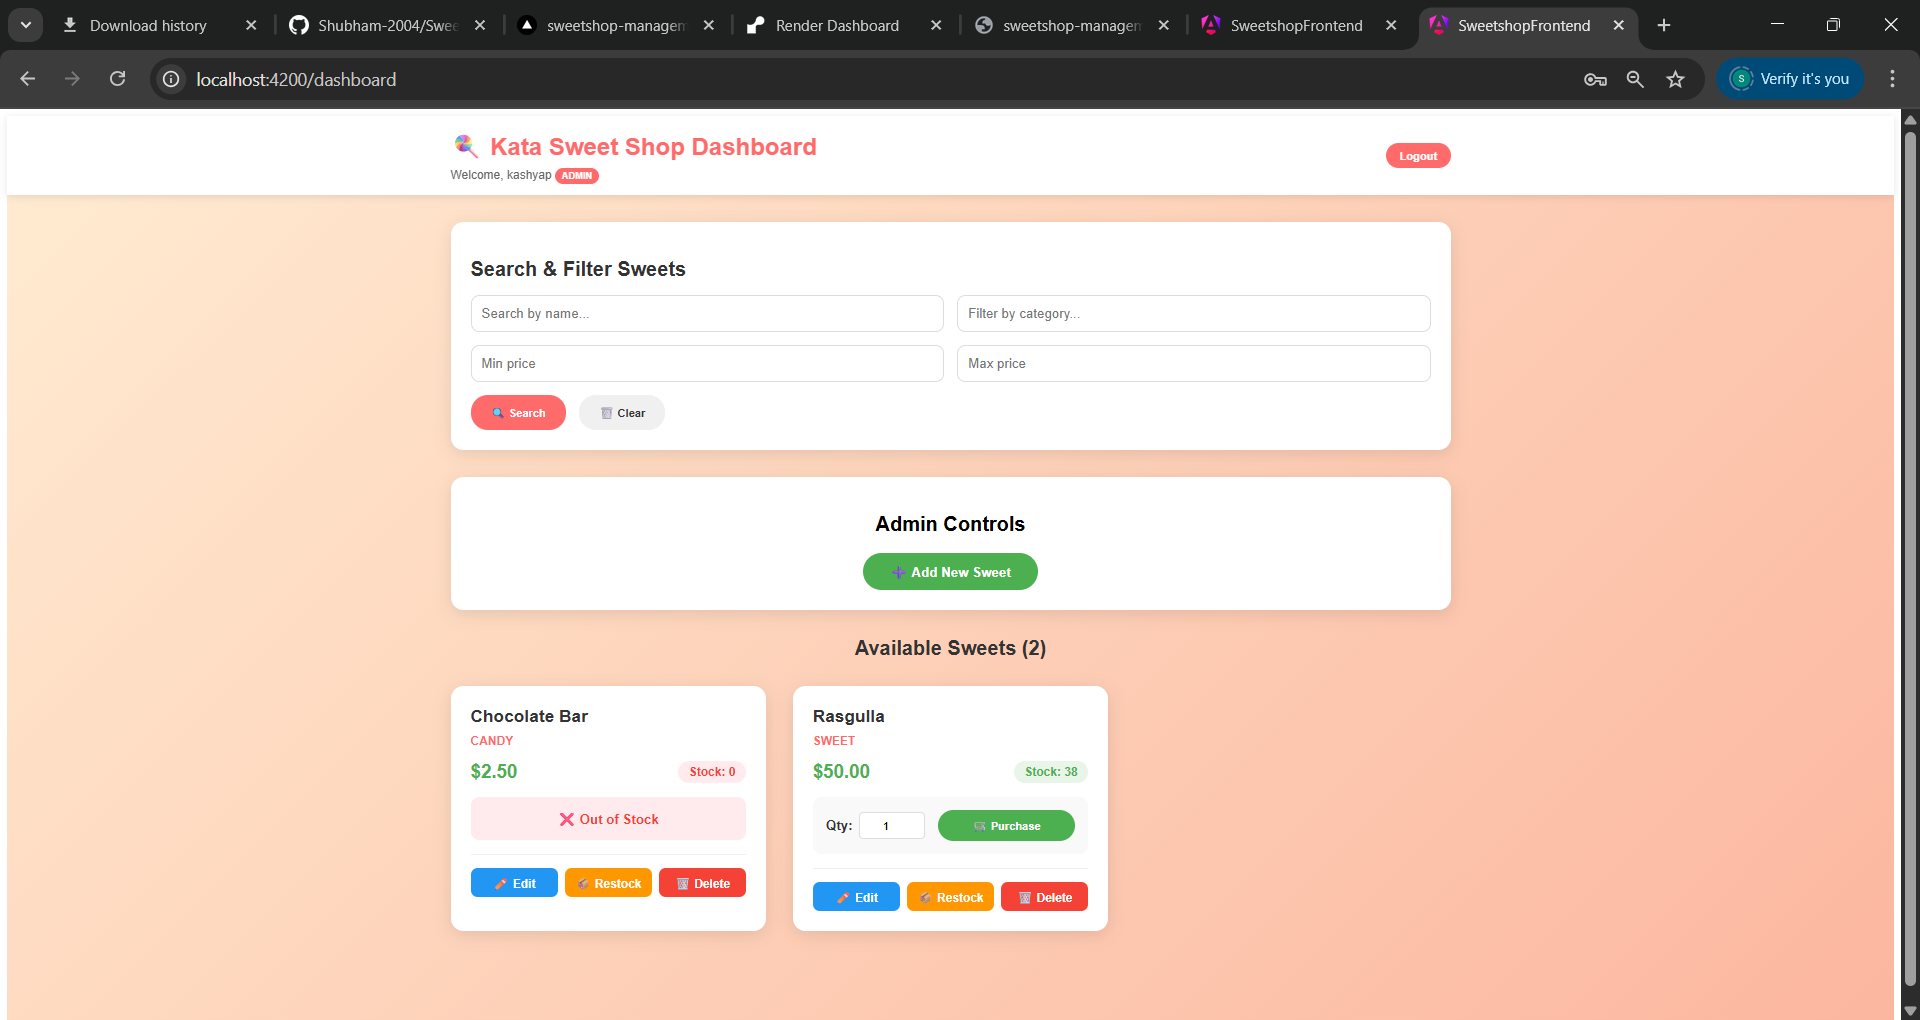 Download history
Shubham-2004/Swee
sweetshop-managem
Render Dashboard
sweetshop-managem
SweetshopFrontend
SweetshopFrontend
localhost:4200/dashboard
S
Verify it's you
Kata Sweet Shop Dashboard
Welcome, kashyap ADMIN
Logout
Search & Filter Sweets
Search by name...
Filter by category...
Min price
Max price
Search
Clear
Admin Controls
Add New Sweet
Available Sweets (2)
Chocolate Bar
CANDY
$2.50
Stock: 0
Out of Stock
Edit
Restock
Delete
Rasgulla
SWEET
$50.00
Stock: 38
Qty: 1
Purchase
Edit
Restock
Delete